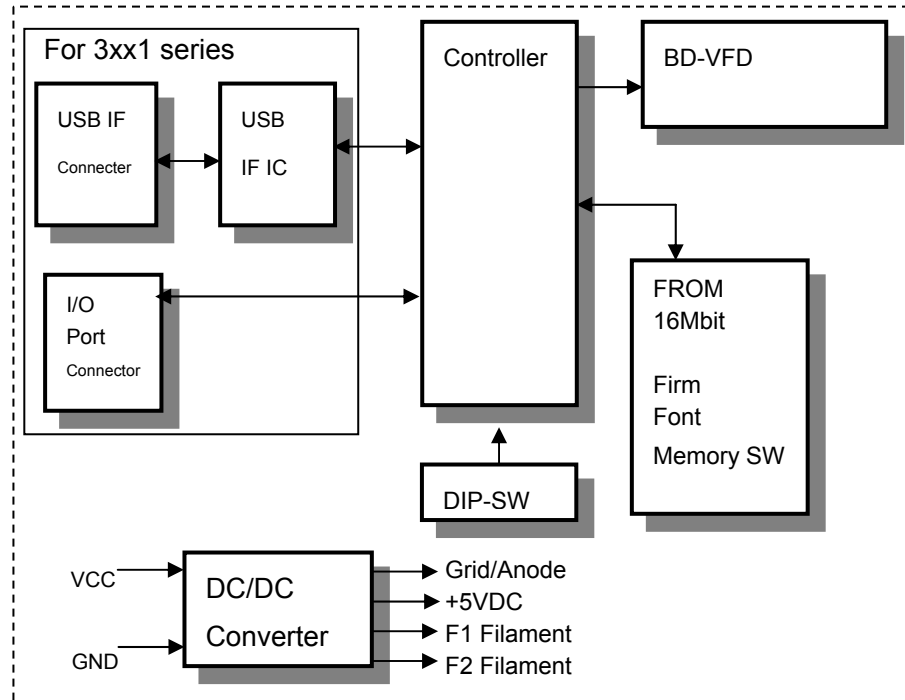 For 3xx1 series
USB IF
Connecter
USB
IF IC
I/O
Port
Connector
Controller
BD-VFD
FROM
16Mbit
Firm
Font
Memory SW
DIP-SW
VCC
GND
DC/DC
Converter
Grid/Anode
+5VDC
F1 Filament
F2 Filament